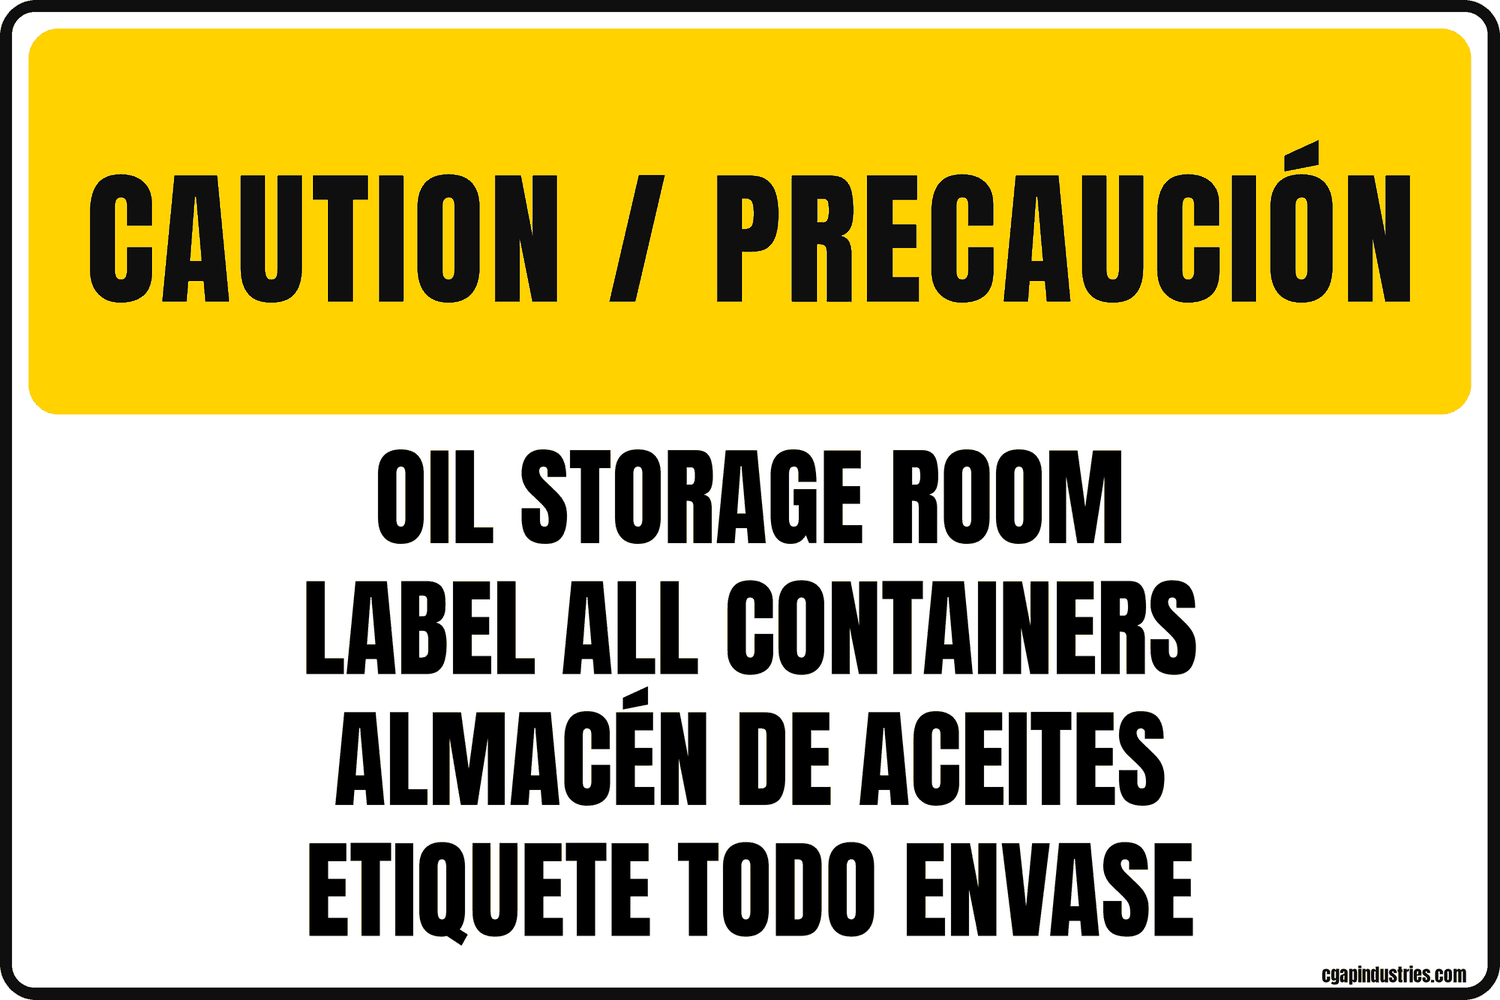 CAUTION / PRECAUCIÓN
OIL STORAGE ROOM
LABEL ALL CONTAINERS
ALMACÉN DE ACEITES
ETIQUETE TODO ENVASE
cgapindustries.com